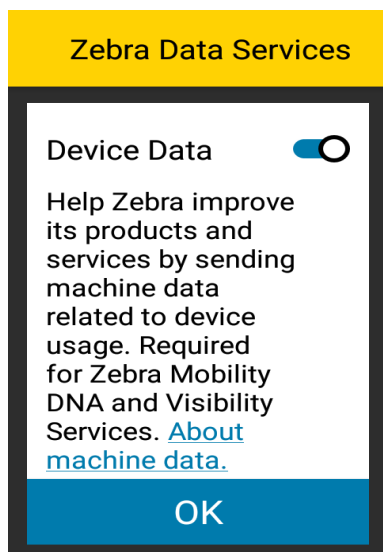 Zebra Data Services
Device Data
Help Zebra improve
its products and
services by sending
machine data
related to device
usage. Required
for Zebra Mobility
DNA and Visibility
Services. About
machine data.
OK